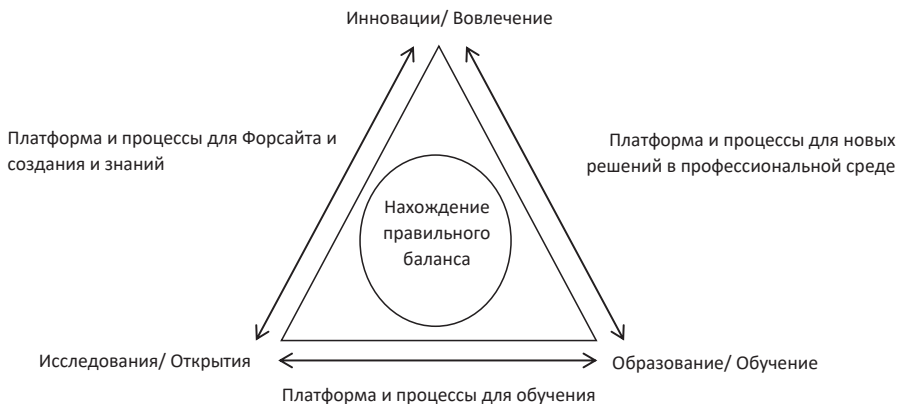 Инновации/ Вовлечение
Платформа и процессы для Форсайта и
создания и знаний
Платформа и процессы для новых
решений в профессиональной среде
Нахождение
правильного
баланса
Исследования/ Открытия
Образование/ Обучение
Платформа и процессы для обучения